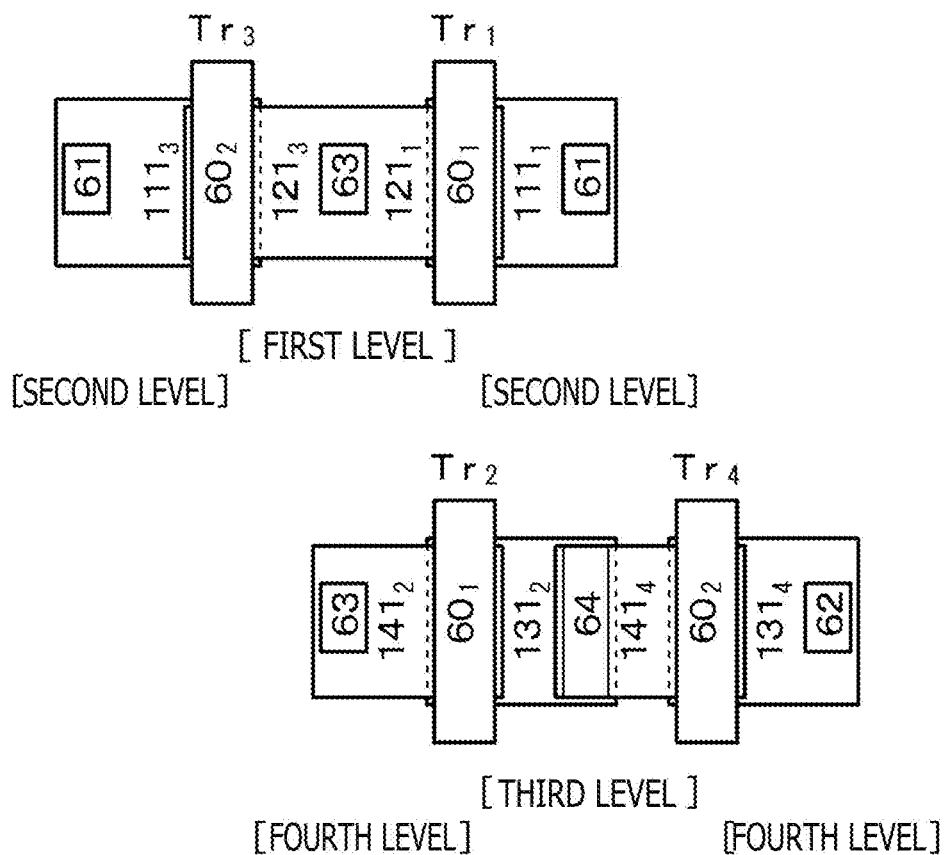 Tr₃ Tr₁
61 111₃ 60₂ 121₃ 63 121₁ 60₁ 111₁ 61
[ FIRST LEVEL ]
[SECOND LEVEL] [SECOND LEVEL]
Tr₂ Tr₄
63 141₂ 60₁ 131₂ 64 141₄ 60₂ 131₄ 62
[ THIRD LEVEL ]
[FOURTH LEVEL] [FOURTH LEVEL]